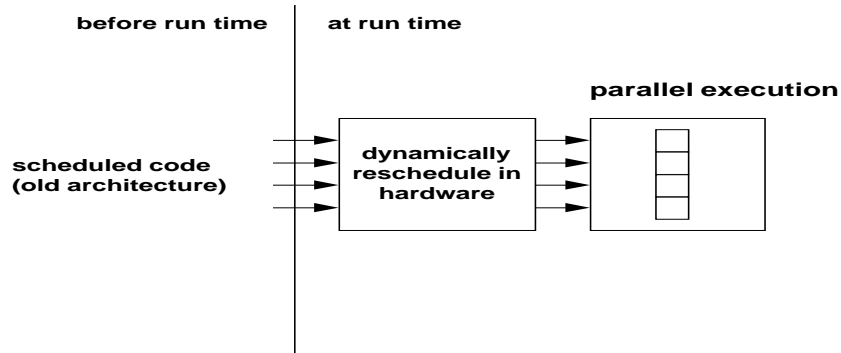 before run time
at run time
parallel execution
scheduled code
(old architecture)
dynamically
reschedule in
hardware